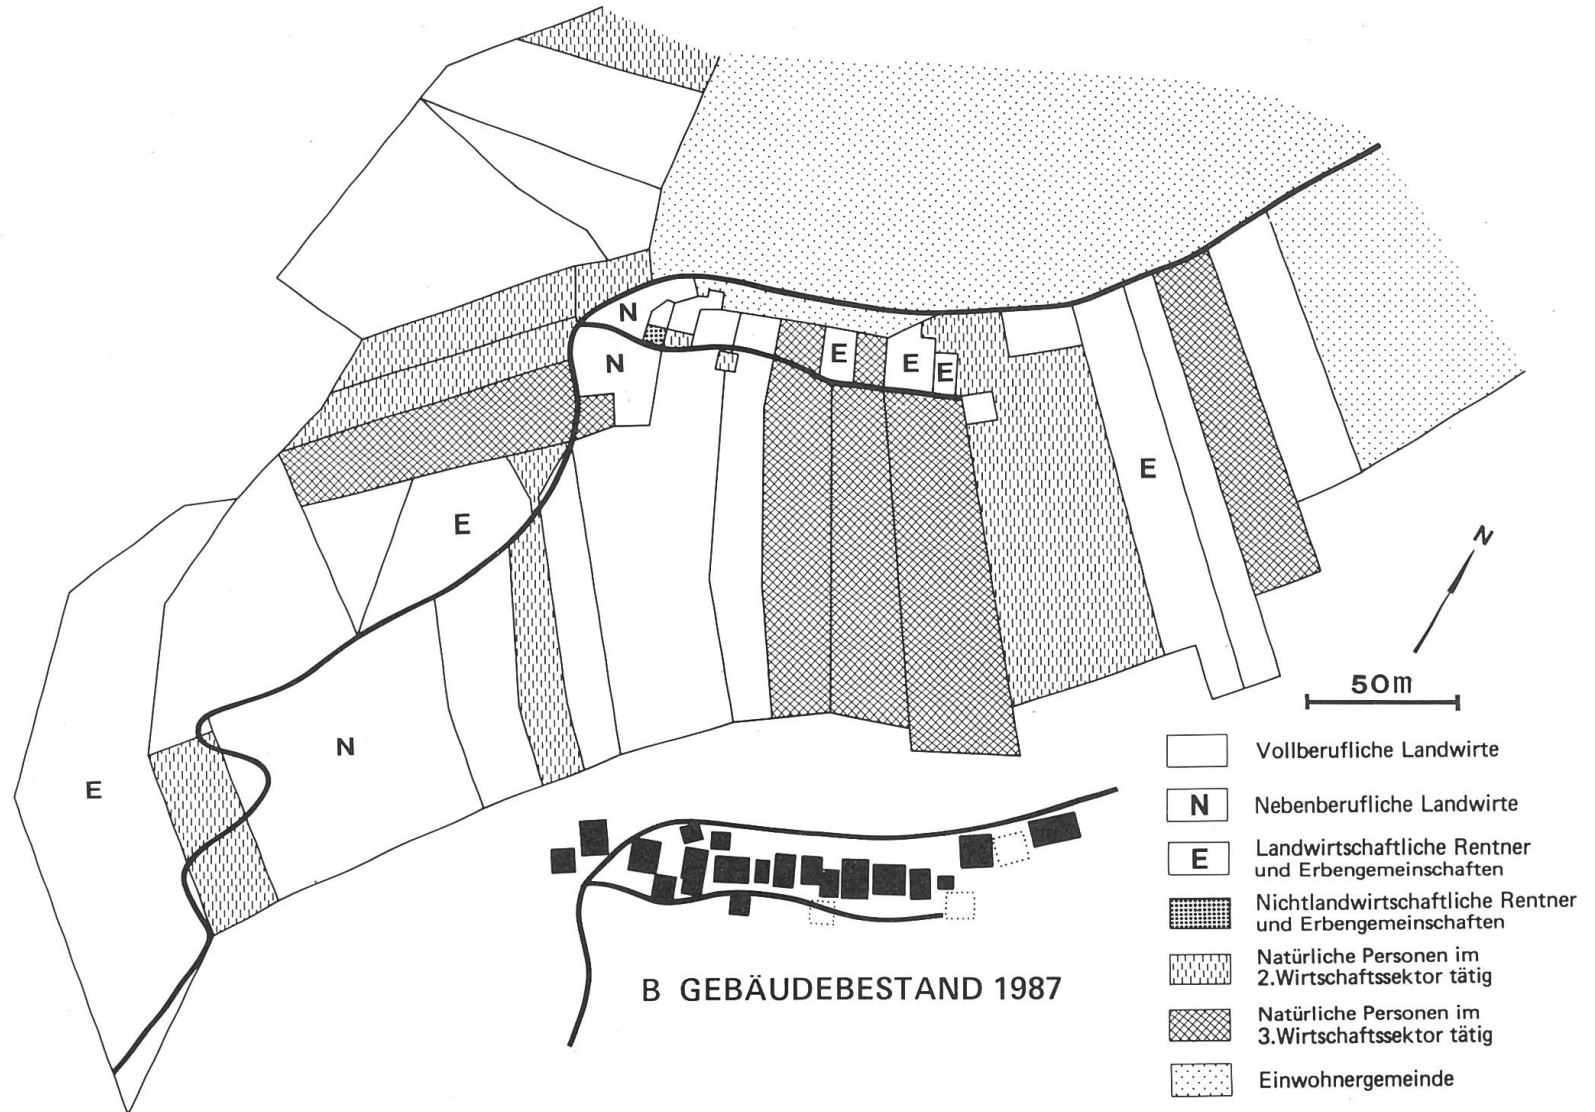 N
N
E
E
E
E
E
N
E
N
50m
Vollberufliche Landwirte
N
Nebenberufliche Landwirte
E
Landwirtschaftliche Rentner
und Erbengemeinschaften
Nichtlandwirtschaftliche Rentner
und Erbengemeinschaften
Natürliche Personen im
2.Wirtschaftssektor tätig
Natürliche Personen im
3.Wirtschaftssektor tätig
Einwohnergemeinde
B GEBÄUDEBESTAND 1987